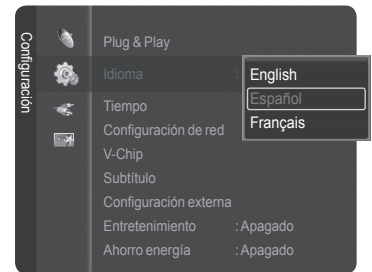 Configuración
Plug & Play
Idioma :
English
Español
Français
Tiempo
Configuración de red
V-Chip
Subtítulo
Configuración externa
Entretenimiento : Apagado
Ahorro energía : Apagado